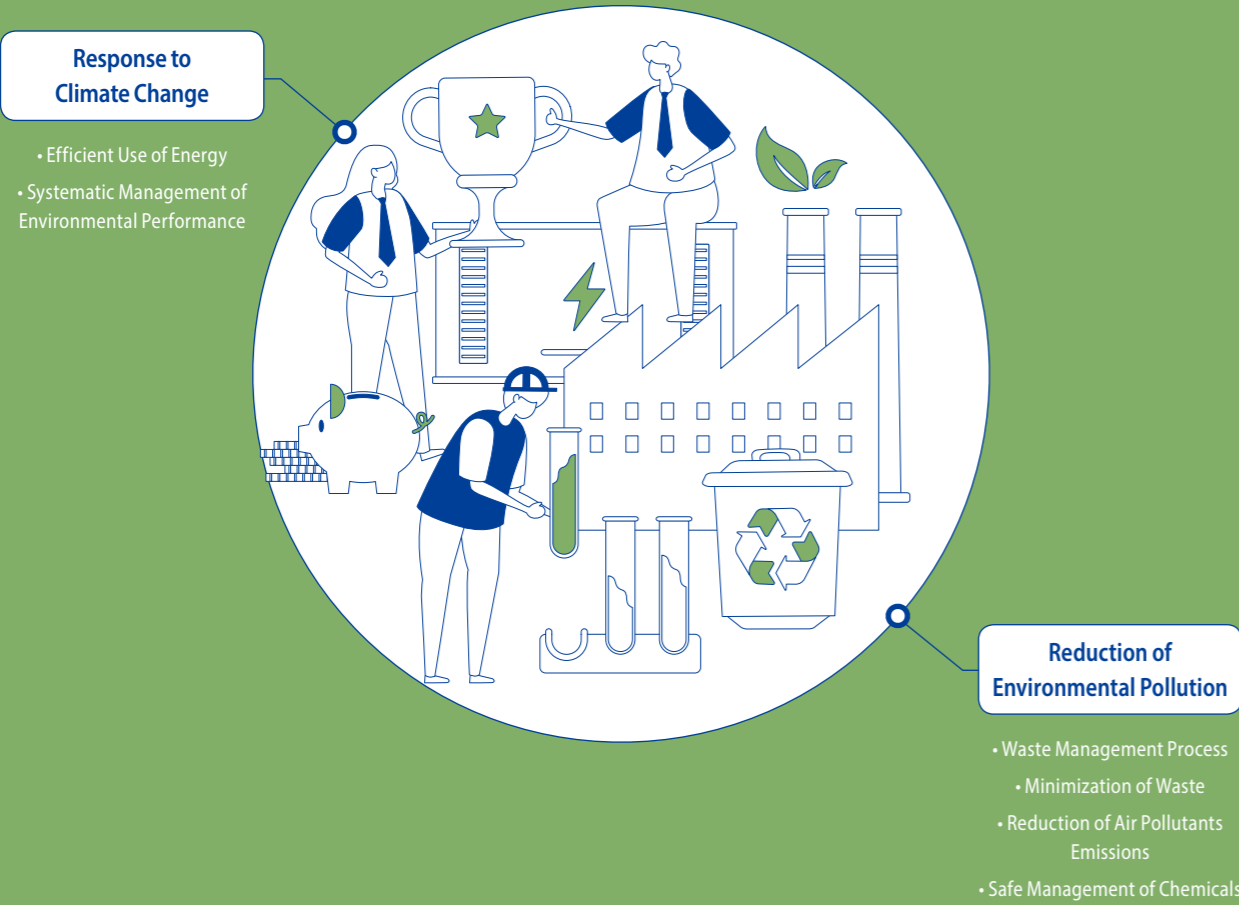 Response to
Climate Change
• Efficient Use of Energy
• Systematic Management of
Environmental Performance
Reduction of
Environmental Pollution
• Waste Management Process
• Minimization of Waste
• Reduction of Air Pollutants
Emissions
• Safe Management of Chemicals